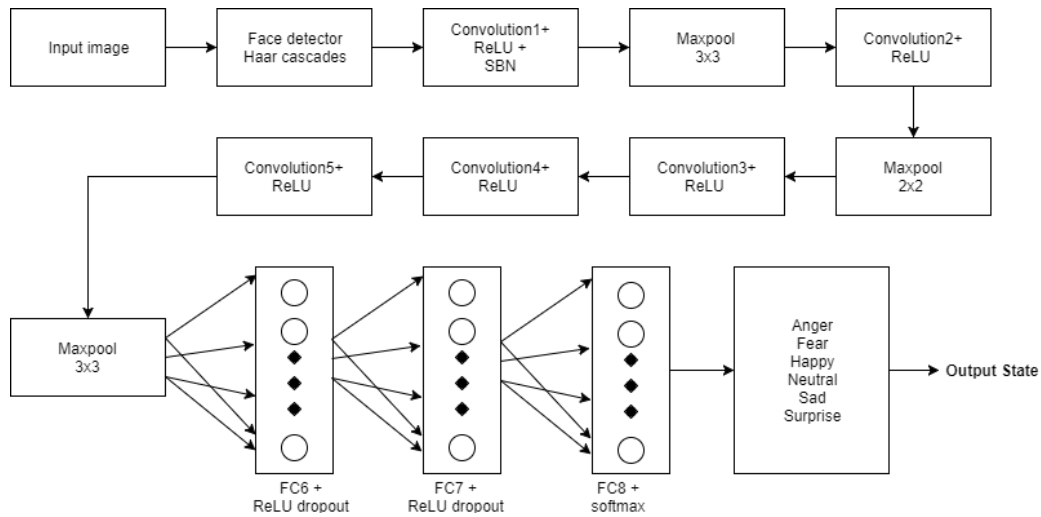 Input image
Face detector
Haar cascades
Convolution1+
ReLU +
SBN
Maxpool
3x3
Convolution2+
ReLU
Maxpool
2x2
Convolution3+
ReLU
Convolution4+
ReLU
Convolution5+
ReLU
Maxpool
3x3
FC6 +
ReLU dropout
FC7 +
ReLU dropout
FC8 +
softmax
Anger
Fear
Happy
Neutral
Sad
Surprise
Output State